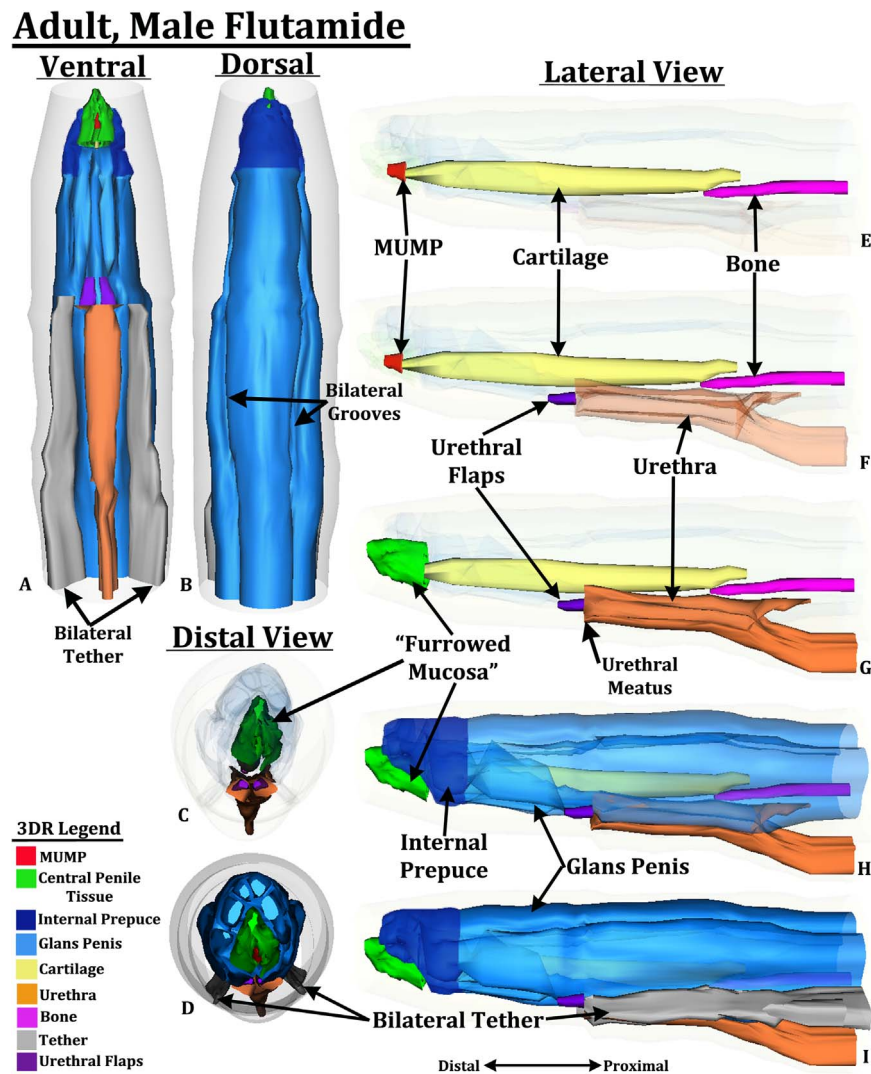 Adult, Male Flutamide
Ventral
Dorsal
Lateral View
MUMP
Cartilage
Bone
E
Bilateral
Grooves
Urethral
Flaps
Urethra
F
A
B
Bilateral
Tether
Distal View
"Furrowed
Mucosa"
Urethral
Meatus
G
C
Internal
Prepuce
Glans Penis
H
3DR Legend
MUMP
Central Penile
Tissue
Internal Prepuce
Glans Penis
Cartilage
Urethra
Bone
Tether
Urethral Flaps
D
Bilateral Tether
Distal
Proximal
I